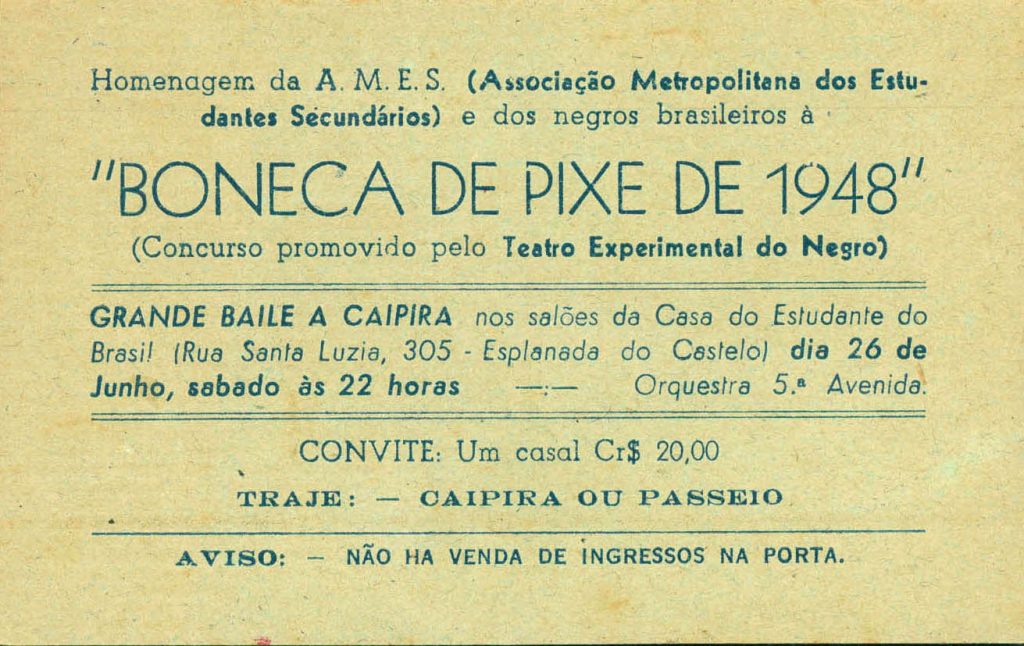 Homenagem da A. M. E. S. (Associação Metropolitana dos Estu-
dantes Secundários) e dos negros brasileiros à
"BONECA DE PIXE DE 1948"
(Concurso promovido pelo Teatro Experimental do Negro)
GRANDE BAILE A CAIPIRA nos salões da Casa do Estudante do
Brasil (Rua Santa Luzia, 305 - Esplanada do Castelo) dia 26 de
Junho, sabado às 22 horas —:— Orquestra 5.ª Avenida.
CONVITE: Um casal Cr$ 20,00
TRAJE: — CAIPIRA OU PASSEIO
AVISO: — NÃO HA VENDA DE INGRESSOS NA PORTA.